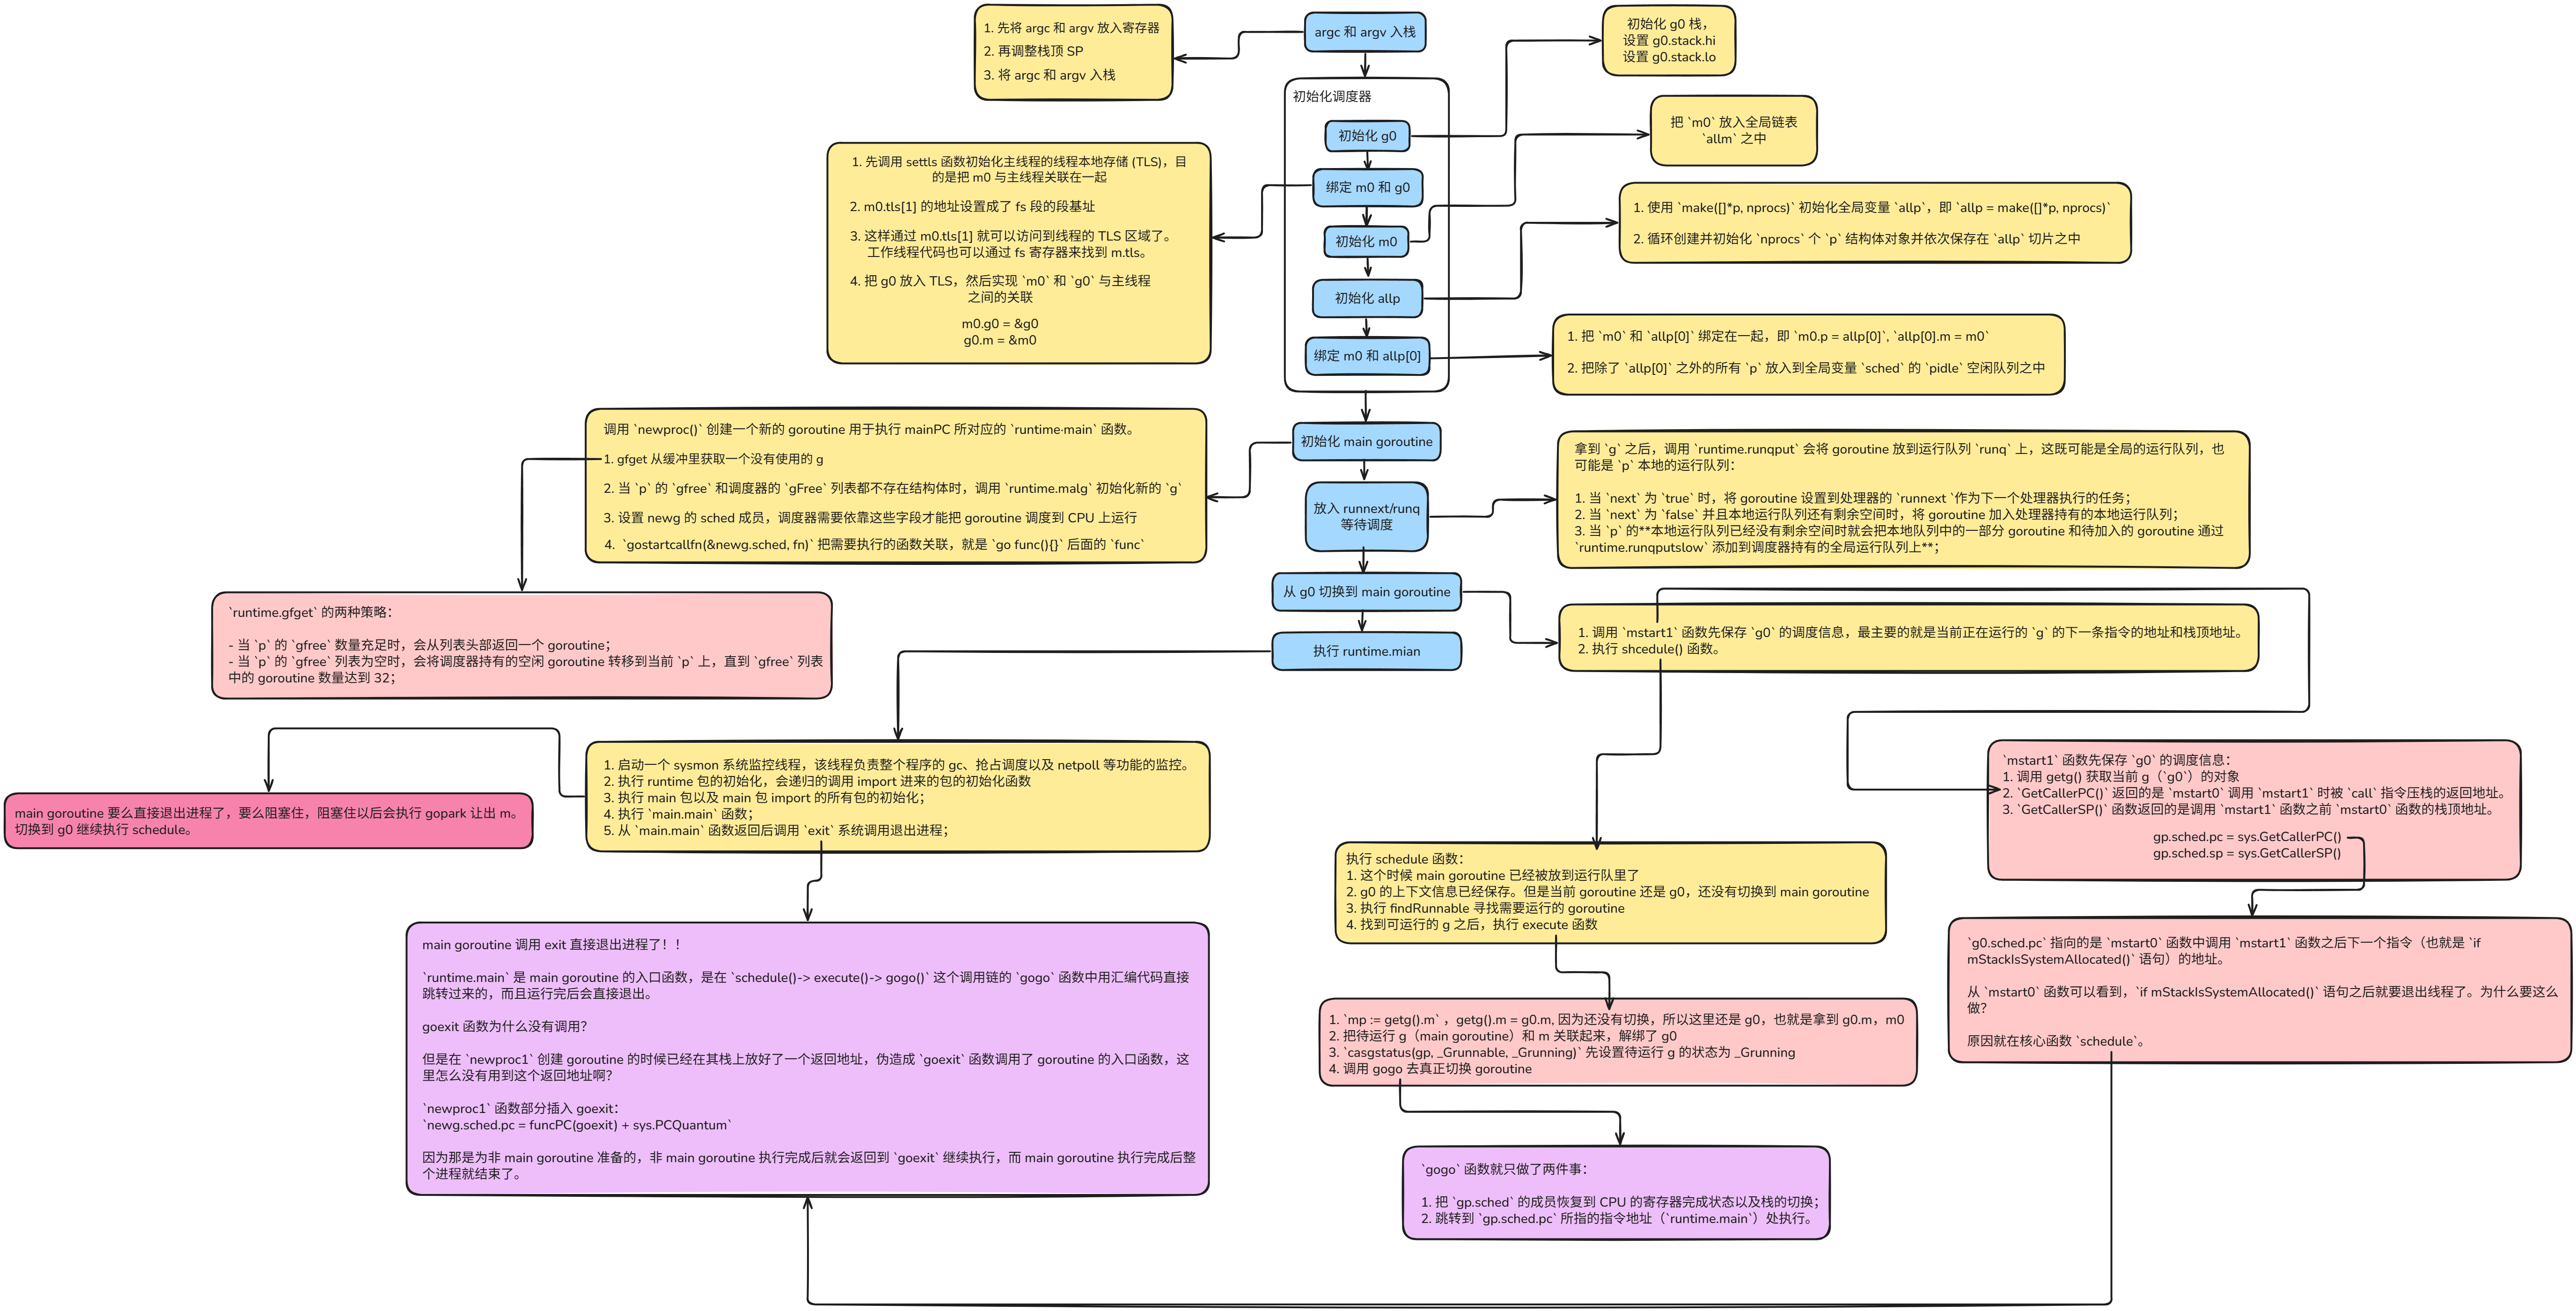 argc 和 argv 入栈
1. 先将 argc 和 argv 放入寄存器
2. 再调整栈顶 SP
3. 将 argc 和 argv 入栈
初始化调度器
初始化 g0
初始化 g0 栈，
设置 g0.stack.hi
设置 g0.stack.lo
绑定 m0 和 g0
1. 先调用 settls 函数初始化主线程的线程本地存储 (TLS)，目
的是把 m0 与主线程关联在一起
2. m0.tls[1] 的地址设置成了 fs 段的段基址
3. 这样通过 m0.tls[1] 就可以访问到线程的 TLS 区域了。
工作线程代码也可以通过 fs 寄存器来找到 m.tls。
4. 把 g0 放入 TLS，然后实现 `m0` 和 `g0` 与主线程
之间的关联
m0.g0 = &g0
g0.m = &m0
初始化 m0
把 `m0` 放入全局链表
`allm` 之中
初始化 allp
1. 使用 `make([]*p, nprocs)` 初始化全局变量 `allp`，即 `allp = make([]*p, nprocs)`
2. 循环创建并初始化 `nprocs` 个 `p` 结构体对象并依次保存在 `allp` 切片之中
绑定 m0 和 allp[0]
1. 把 `m0` 和 `allp[0]` 绑定在一起，即 `m0.p = allp[0]`, `allp[0].m = m0`
2. 把除了 `allp[0]` 之外的所有 `p` 放入到全局变量 `sched` 的 `pidle` 空闲队列之中
初始化 main goroutine
调用 `newproc()` 创建一个新的 goroutine 用于执行 mainPC 所对应的 `runtime·main` 函数。
1. gfget 从缓冲里获取一个没有使用的 g
2. 当 `p` 的 `gfree` 和调度器的 `gFree` 列表都不存在结构体时，调用 `runtime.malg` 初始化新的 `g`
3. 设置 newg 的 sched 成员，调度器需要依靠这些字段才能把 goroutine 调度到 CPU 上运行
4. `gostartcallfn(&newg.sched, fn)` 把需要执行的函数关联，就是 `go func(){}` 后面的 `func`
`runtime.gfget` 的两种策略：
- 当 `p` 的 `gfree` 数量充足时，会从列表头部返回一个 goroutine；
- 当 `p` 的 `gfree` 列表为空时，会将调度器持有的空闲 goroutine 转移到当前 `p` 上，直到 `gfree` 列表
中的 goroutine 数量达到 32；
放入 runnext/runq
等待调度
拿到 `g` 之后，调用 `runtime.runqput` 会将 goroutine 放到运行队列 `runq` 上，这既可能是全局的运行队列，也
可能是 `p` 本地的运行队列：
1. 当 `next` 为 `true` 时，将 goroutine 设置到处理器的 `runnext `作为下一个处理器执行的任务；
2. 当 `next` 为 `false` 并且本地运行队列还有剩余空间时，将 goroutine 加入处理器持有的本地运行队列；
3. 当 `p` 的**本地运行队列已经没有剩余空间时就会把本地队列中的一部分 goroutine 和待加入的 goroutine 通过
`runtime.runqputslow` 添加到调度器持有的全局运行队列上**；
从 g0 切换到 main goroutine
1. 调用 `mstart1` 函数先保存 `g0` 的调度信息，最主要的就是当前正在运行的 `g` 的下一条指令的地址和栈顶地址。
2. 执行 shcedule() 函数。
执行 runtime.mian
1. 启动一个 sysmon 系统监控线程，该线程负责整个程序的 gc、抢占调度以及 netpoll 等功能的监控。
2. 执行 runtime 包的初始化，会递归的调用 import 进来的包的初始化函数
3. 执行 main 包以及 main 包 import 的所有包的初始化；
4. 执行 `main.main` 函数；
5. 从 `main.main` 函数返回后调用 `exit` 系统调用退出进程；
main goroutine 要么直接退出进程了，要么阻塞住，阻塞住以后会执行 gopark 让出 m。
切换到 g0 继续执行 schedule。
`mstart1` 函数先保存 `g0` 的调度信息：
1. 调用 getg() 获取当前 g（`g0`）的对象
2. `GetCallerPC()` 返回的是 `mstart0` 调用 `mstart1` 时被 `call` 指令压栈的返回地址。
3. `GetCallerSP()` 函数返回的是调用 `mstart1` 函数之前 `mstart0` 函数的栈顶地址。
gp.sched.pc = sys.GetCallerPC()
gp.sched.sp = sys.GetCallerSP()
执行 schedule 函数：
1. 这个时候 main goroutine 已经被放到运行队里了
2. g0 的上下文信息已经保存。但是当前 goroutine 还是 g0，还没有切换到 main goroutine
3. 执行 findRunnable 寻找需要运行的 goroutine
4. 找到可运行的 g 之后，执行 execute 函数
`g0.sched.pc` 指向的是 `mstart0` 函数中调用 `mstart1` 函数之后下一个指令（也就是 `if
mStackIsSystemAllocated()` 语句）的地址。
从 `mstart0` 函数可以看到，`if mStackIsSystemAllocated()` 语句之后就要退出线程了。为什么要这么
做？
原因就在核心函数 `schedule`。
main goroutine 调用 exit 直接退出进程了！！
`runtime.main` 是 main goroutine 的入口函数，是在 `schedule()-> execute()-> gogo()` 这个调用链的 `gogo` 函数中用汇编代码直接
跳转过来的，而且运行完后会直接退出。
goexit 函数为什么没有调用？
但是在 `newproc1` 创建 goroutine 的时候已经在其栈上放好了一个返回地址，伪造成 `goexit` 函数调用了 goroutine 的入口函数，这
里怎么没有用到这个返回地址啊？
`newproc1` 函数部分插入 goexit：
`newg.sched.pc = funcPC(goexit) + sys.PCQuantum`
因为那是为非 main goroutine 准备的，非 main goroutine 执行完成后就会返回到 `goexit` 继续执行，而 main goroutine 执行完成后整
个进程就结束了。
1. `mp := getg().m` ，getg().m = g0.m, 因为还没有切换，所以这里还是 g0，也就是拿到 g0.m，m0
2. 把待运行 g（main goroutine）和 m 关联起来，解绑了 g0
3. `casgstatus(gp, _Grunnable, _Grunning)` 先设置待运行 g 的状态为 _Grunning
4. 调用 gogo 去真正切换 goroutine
`gogo` 函数就只做了两件事：
1. 把 `gp.sched` 的成员恢复到 CPU 的寄存器完成状态以及栈的切换；
2. 跳转到 `gp.sched.pc` 所指的指令地址（`runtime.main`）处执行。